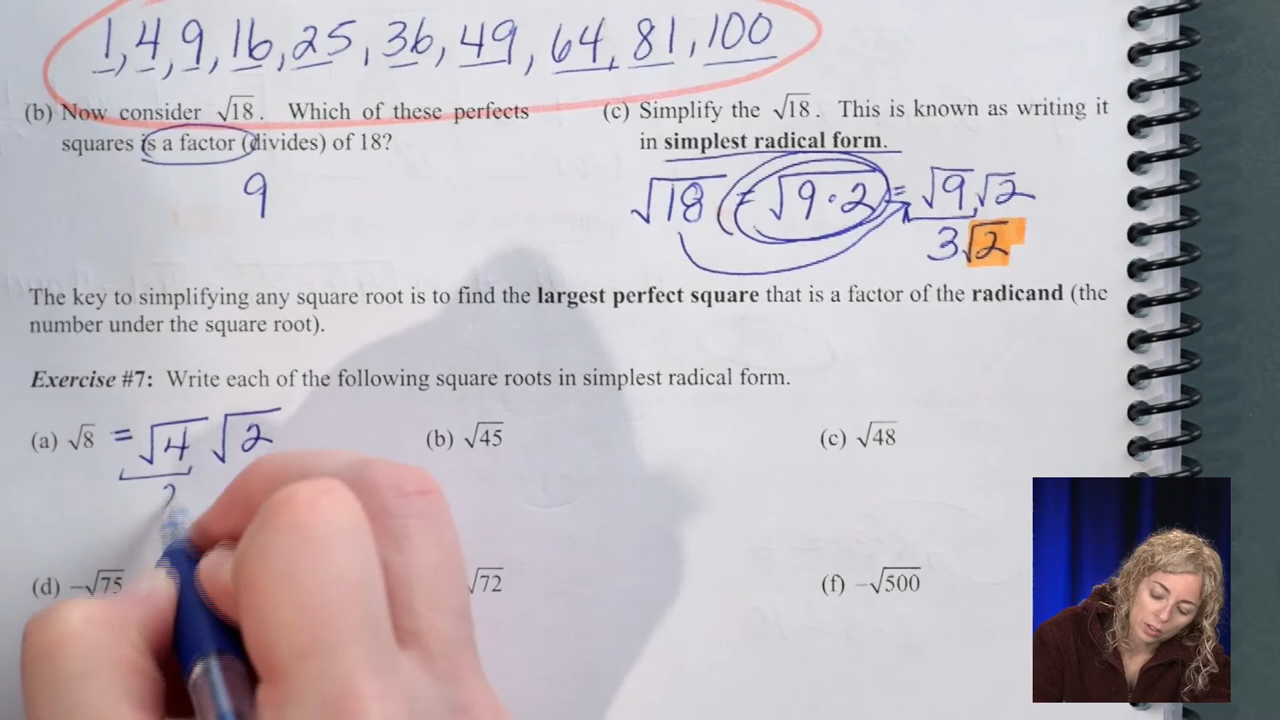 1, 4, 9, 16, 25, 36, 49, 64, 81, 100
(b) Now consider √18. Which of these perfects
squares is a factor (divides) of 18?
9
(c) Simplify the √18. This is known as writing it
in simplest radical form.
√18 = √9·2 = √9 √2
3√2
The key to simplifying any square root is to find the largest perfect square that is a factor of the radicand (the
number under the square root).
Exercise #7: Write each of the following square roots in simplest radical form.
(a) √8 = √4 √2
2
(b) √45
(c) √48
(d) −√75
√72
(f) −√500